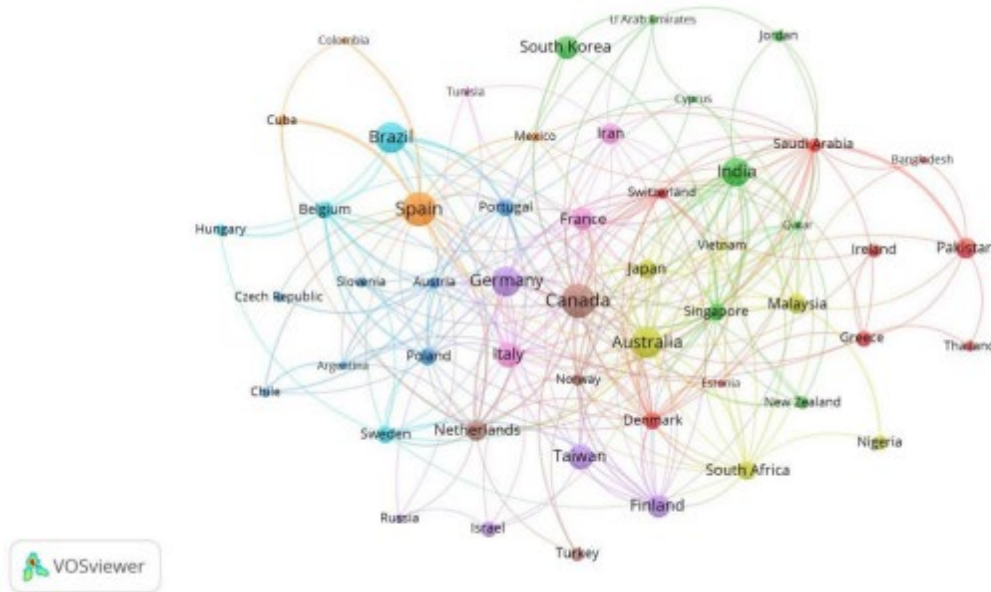 U Arab Emirates
Jordan
Colombia
South Korea
Tunisia
Cyprus
Cuba
Brazil
Mexico
Iran
Saudi Arabia
Bangladesh
India
Switzerland
Spain
Portugal
Belgium
France
Qatar
Hungary
Vietnam
Ireland
Pakistan
Japan
Germany
Slovenia
Austria
Czech Republic
Canada
Malaysia
Singapore
Australia
Greece
Thailand
Italy
Poland
Argentina
Norway
Estonia
Chile
New Zealand
Denmark
Netherlands
Sweden
Nigeria
Taiwan
South Africa
Finland
Russia
Israel
Turkey
VOSviewer